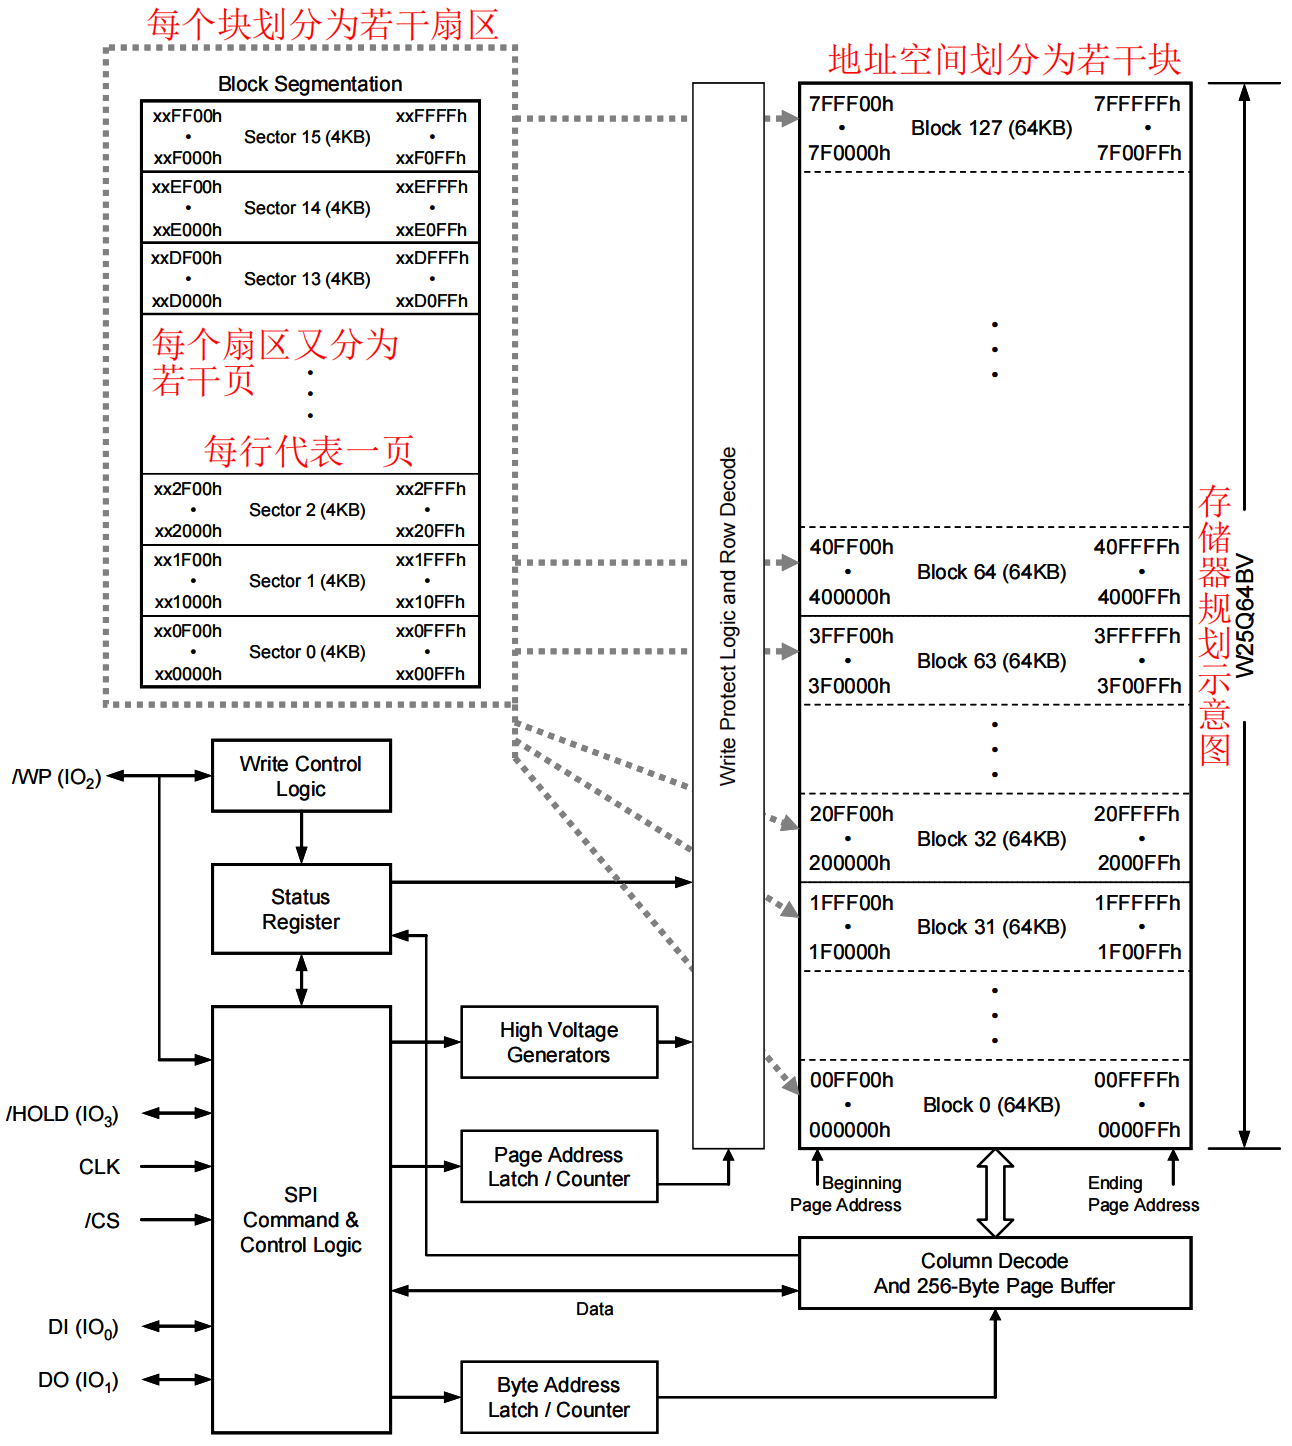 每个块划分为若干扇区
Block Segmentation
xxFF00h xxFFFFh
• Sector 15 (4KB) •
xxF000h xxF0FFh
xxEF00h xxEFFFh
• Sector 14 (4KB) •
xxE000h xxE0FFh
xxDF00h xxDFFFh
• Sector 13 (4KB) •
xxD000h xxD0FFh
每个扇区又分为
若干页
每行代表一页
xx2F00h xx2FFFh
• Sector 2 (4KB) •
xx2000h xx20FFh
xx1F00h xx1FFFh
• Sector 1 (4KB) •
xx1000h xx10FFh
xx0F00h xx0FFFh
• Sector 0 (4KB) •
xx0000h xx00FFh
Write Protect Logic and Row Decode
地址空间划分为若干块
7FFF00h 7FFFFFh
• Block 127 (64KB) •
7F0000h 7F00FFh
40FF00h 40FFFFh
• Block 64 (64KB) •
400000h 4000FFh
3FFF00h 3FFFFFh
• Block 63 (64KB) •
3F0000h 3F00FFh
20FF00h 20FFFFh
• Block 32 (64KB) •
200000h 2000FFh
1FFF00h 1FFFFFh
• Block 31 (64KB) •
1F0000h 1F00FFh
00FF00h 00FFFFh
• Block 0 (64KB) •
000000h 0000FFh
Beginning
Page Address
Ending
Page Address
存储器规划示意图
W25Q64BV
/WP (IO2)
Write Control
Logic
Status
Register
/HOLD (IO3)
CLK
/CS
DI (IO0)
DO (IO1)
SPI
Command &
Control Logic
High Voltage
Generators
Page Address
Latch / Counter
Column Decode
And 256-Byte Page Buffer
Data
Byte Address
Latch / Counter